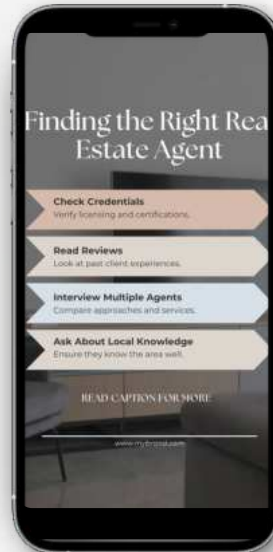 Finding the Right Rea
Estate Agent
Check Credentials
Verify licensing and certifications.
Read Reviews
Look at past client experiences.
Interview Multiple Agents
Compare approaches and services.
Ask About Local Knowledge
Ensure they know the area well.
READ CAPTION FOR MORE